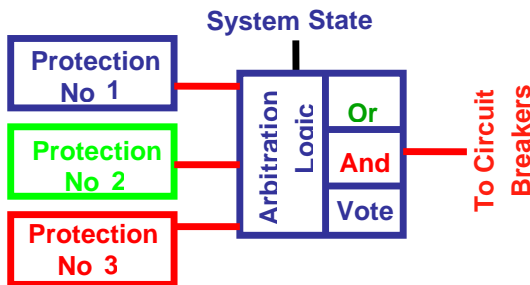 System State
Protection
No 1
Protection
No 2
Protection
No 3
Arbitration
Logic
Or
And
Vote
To Circuit
Breakers